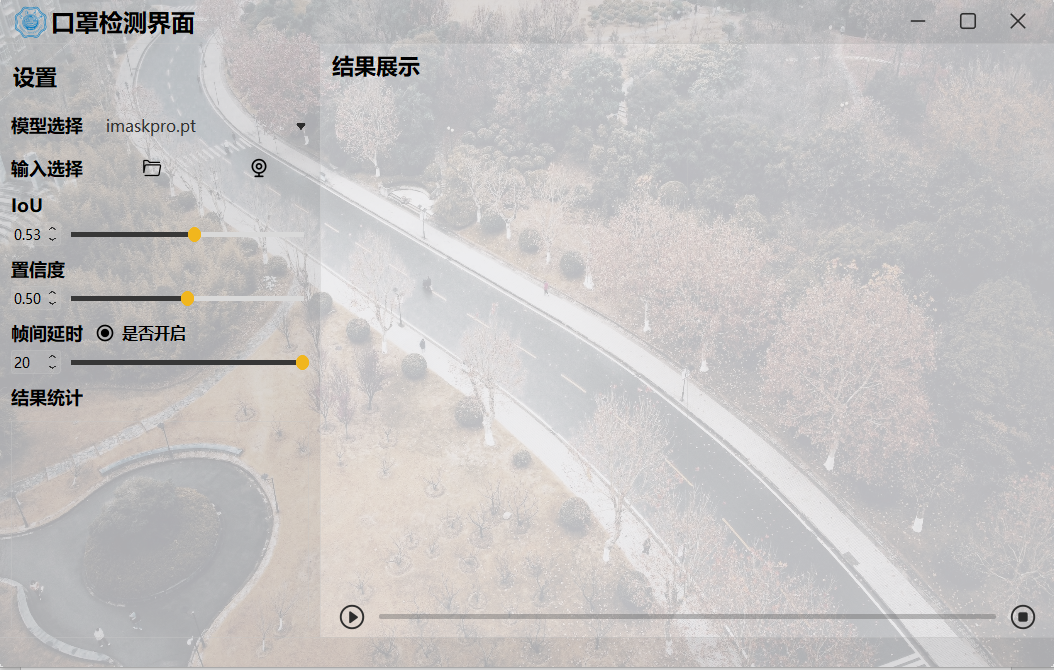 口罩检测界面
设置
模型选择 imaskpro.pt
输入选择
IoU
0.53
置信度
0.50
帧间延时 是否开启
20
结果统计
结果展示